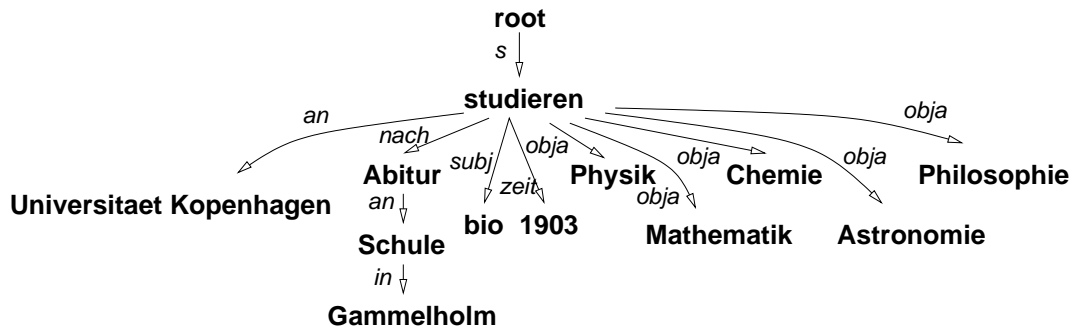 root
s
studieren
an
nach
subj
obja
zeit
obja
obja
obja
obja
Universitaet Kopenhagen
Abitur
Physik
Chemie
Philosophie
an
bio
1903
Schule
Mathematik
Astronomie
in
Gammelholm